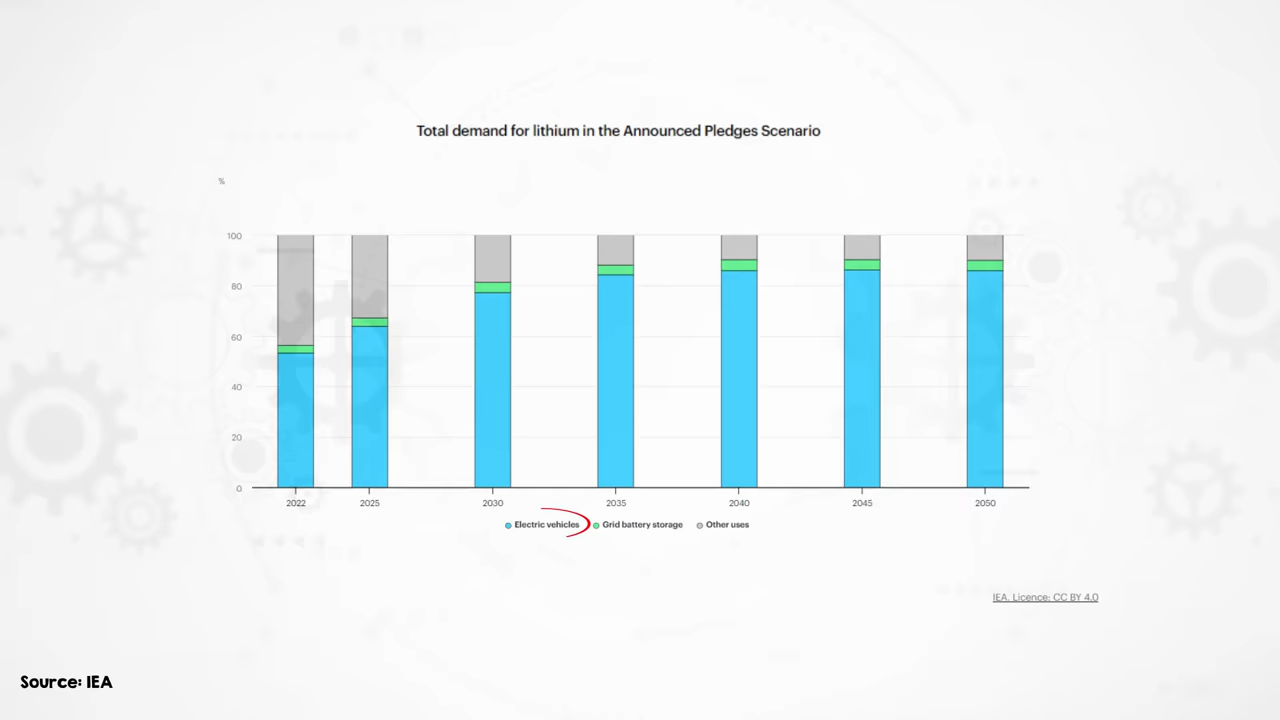 Total demand for lithium in the Announced Pledges Scenario
%
100
80
60
40
20
0
2022 2025 2030 2035 2040 2045 2050
Electric vehicles Grid battery storage Other uses
IEA. Licence: CC BY 4.0
Source: IEA